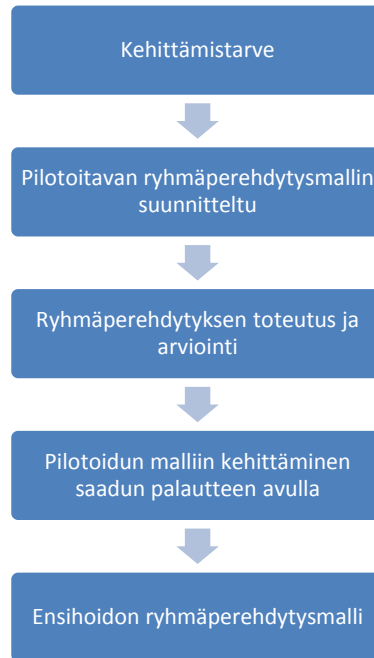 Kehittämistarve
Pilotoitavan ryhmäperehdytysmallin
suunnitteltu
Ryhmäperehdytyksen toteutus ja
arviointi
Pilotoidun malliin kehittäminen
saadun palautteen avulla
Ensihoidon ryhmäperehdytysmalli